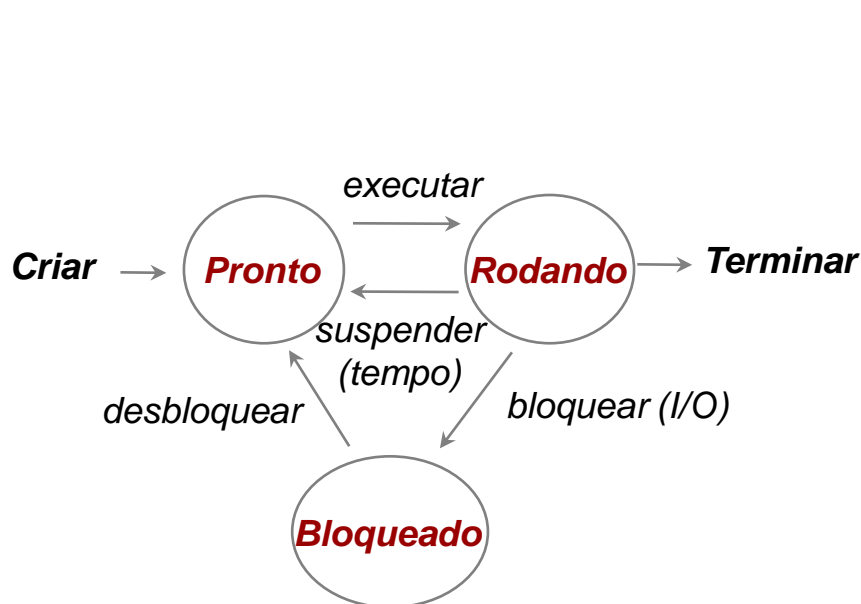 executar
Criar
Pronto
Rodando
Terminar
suspender
(tempo)
desbloquear
bloquear (I/O)
Bloqueado